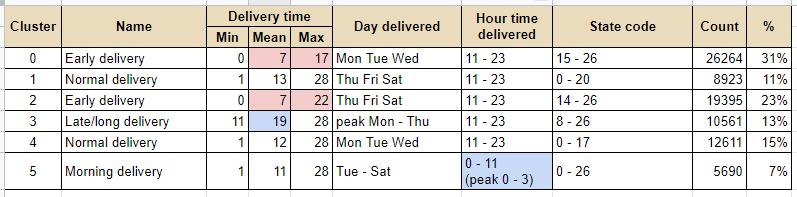 Cluster Name Delivery time Day delivered Hour time delivered State code Count %
Min Mean Max
0 Early delivery 0 7 17 Mon Tue Wed 11 - 23 15 - 26 26264 31%
1 Normal delivery 1 13 28 Thu Fri Sat 11 - 23 0 - 20 8923 11%
2 Early delivery 0 7 22 Thu Fri Sat 11 - 23 14 - 26 19395 23%
3 Late/long delivery 11 19 28 peak Mon - Thu 11 - 23 8 - 26 10561 13%
4 Normal delivery 1 12 28 Mon Tue Wed 11 - 23 0 - 17 12611 15%
5 Morning delivery 1 11 28 Tue - Sat 0 - 11 (peak 0 - 3) 0 - 26 5690 7%